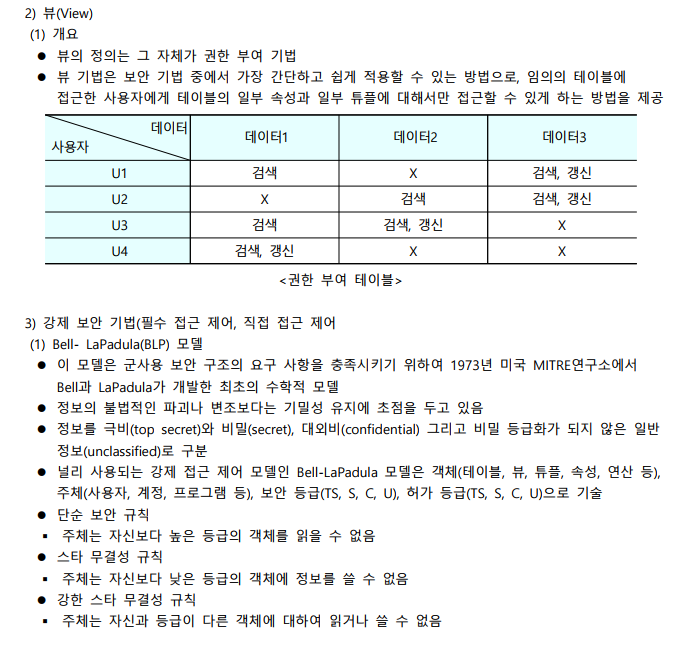 2) 뷰(View)
(1) 개요
● 뷰의 정의는 그 자체가 권한 부여 기법
● 뷰 기법은 보안 기법 중에서 가장 간단하고 쉽게 적용할 수 있는 방법으로, 임의의 테이블에
접근한 사용자에게 테이블의 일부 속성과 일부 튜플에 대해서만 접근할 수 있게 하는 방법을 제공
데이터
사용자 데이터1 데이터2 데이터3
U1 검색 X 검색, 갱신
U2 X 검색 검색, 갱신
U3 검색 검색, 갱신 X
U4 검색, 갱신 X X
<권한 부여 테이블>
3) 강제 보안 기법(필수 접근 제어, 직접 접근 제어
(1) Bell- LaPadula(BLP) 모델
● 이 모델은 군사용 보안 구조의 요구 사항을 충족시키기 위하여 1973년 미국 MITRE연구소에서
Bell과 LaPadula가 개발한 최초의 수학적 모델
● 정보의 불법적인 파괴나 변조보다는 기밀성 유지에 초점을 두고 있음
● 정보를 극비(top secret)와 비밀(secret), 대외비(confidential) 그리고 비밀 등급화가 되지 않은 일반
정보(unclassified)로 구분
● 널리 사용되는 강제 접근 제어 모델인 Bell-LaPadula 모델은 객체(테이블, 뷰, 튜플, 속성, 연산 등),
주체(사용자, 계정, 프로그램 등), 보안 등급(TS, S, C, U), 허가 등급(TS, S, C, U)으로 기술
● 단순 보안 규칙
▪ 주체는 자신보다 높은 등급의 객체를 읽을 수 없음
● 스타 무결성 규칙
▪ 주체는 자신보다 낮은 등급의 객체에 정보를 쓸 수 없음
● 강한 스타 무결성 규칙
▪ 주체는 자신과 등급이 다른 객체에 대하여 읽거나 쓸 수 없음